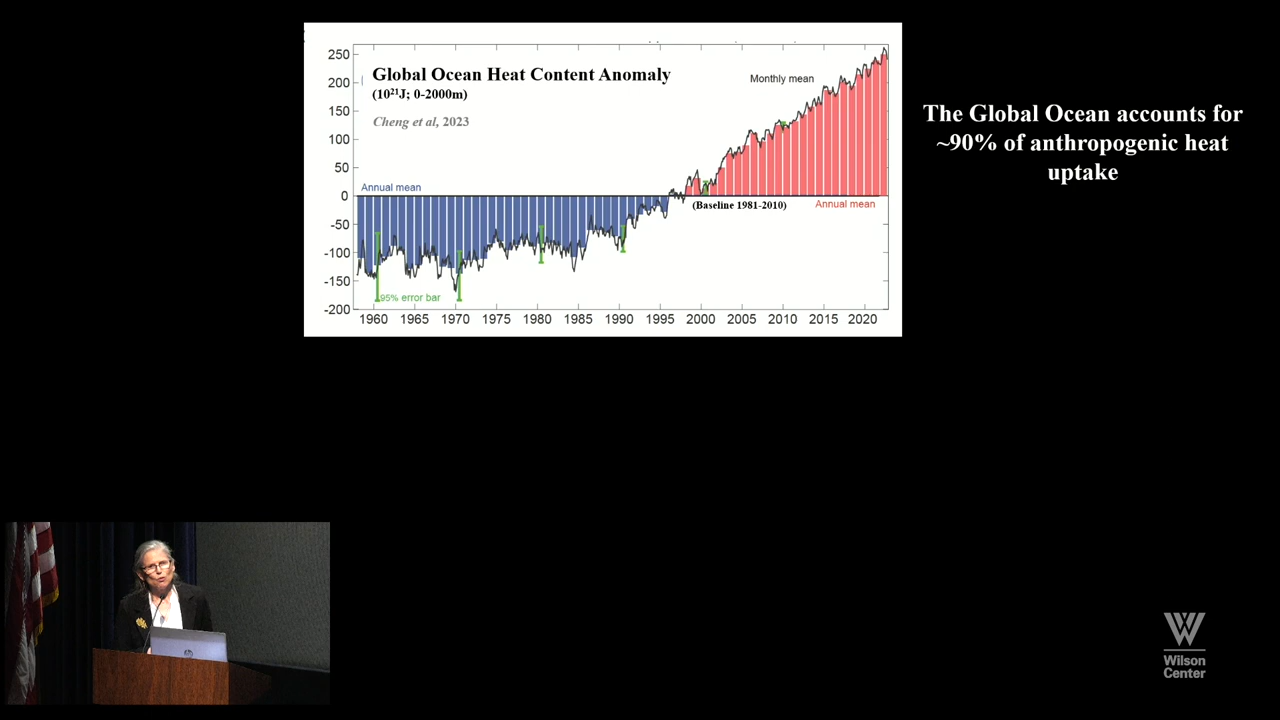 Global Ocean Heat Content Anomaly
(10²¹J; 0-2000m)
Cheng et al, 2023
Monthly mean
250
200
150
100
50
0
-50
-100
-150
-200
Annual mean
(Baseline 1981-2010)
Annual mean
95% error bar
1960 1965 1970 1975 1980 1985 1990 1995 2000 2005 2010 2015 2020
The Global Ocean accounts for
~90% of anthropogenic heat
uptake
Wilson
Center